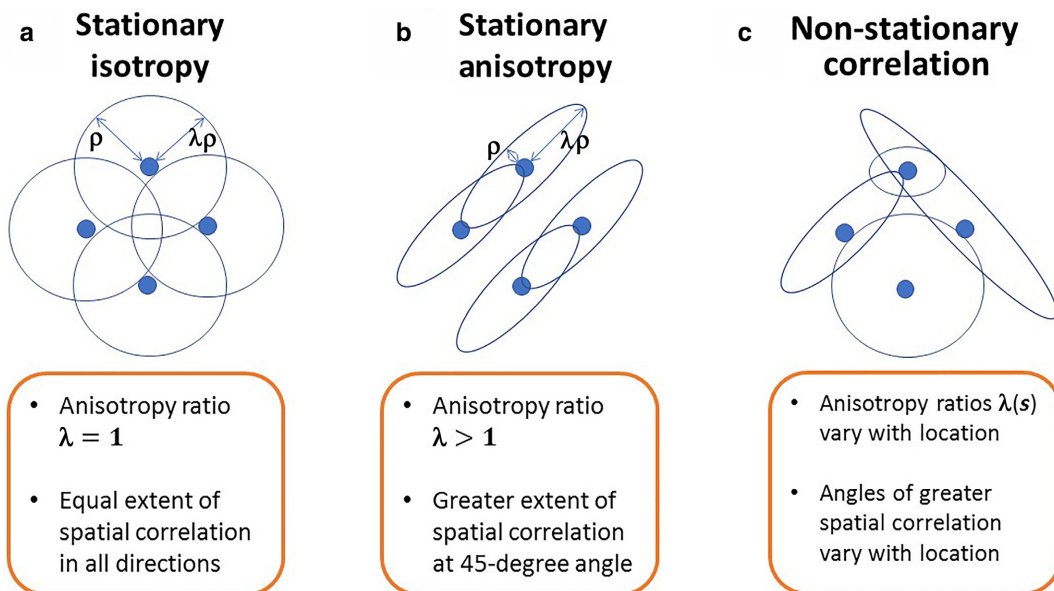 a
Stationary
isotropy
ρ
λρ
• Anisotropy ratio
λ = 1
• Equal extent of
spatial correlation
in all directions
b
Stationary
anisotropy
ρ
λρ
• Anisotropy ratio
λ > 1
• Greater extent of
spatial correlation
at 45-degree angle
c
Non-stationary
correlation
• Anisotropy ratios λ(s)
vary with location
• Angles of greater
spatial correlation
vary with location